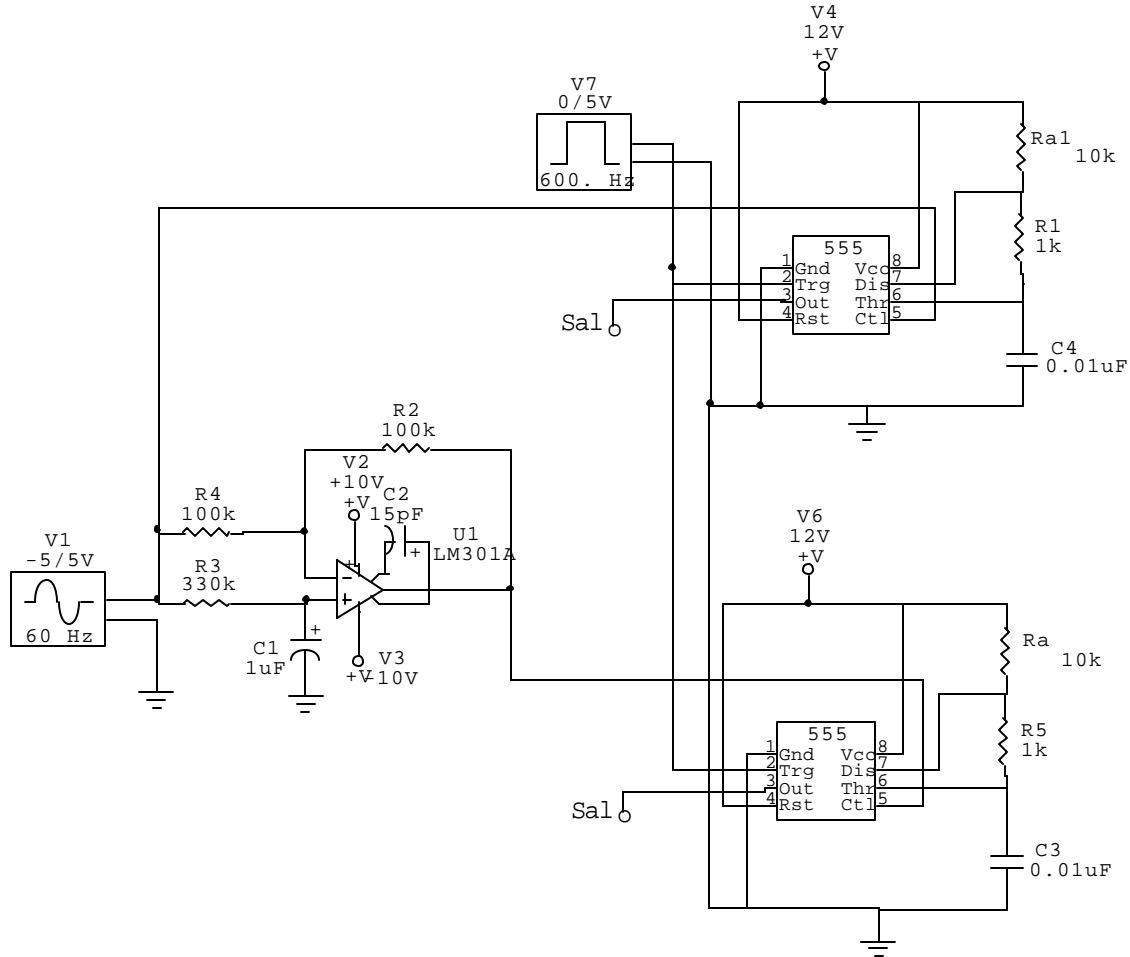 V4
12V
+V
V7
0/5V
600. Hz
Ra1
10k
R1
1k
555
1 Gnd Vcc 8
2 Trg Dis 7
3 Out Thr 6
4 Rst Ctl 5
Sal
C4
0.01uF
R2
100k
V2
+10V
+V
C2
15pF
R4
100k
U1
LM301A
V1
-5/5V
60 Hz
R3
330k
+
-
+
+
+
C1
1uF
V3
+V
-10V
V6
12V
+V
Ra
10k
R5
1k
555
1 Gnd Vcc 8
2 Trg Dis 7
3 Out Thr 6
4 Rst Ctl 5
Sal
C3
0.01uF